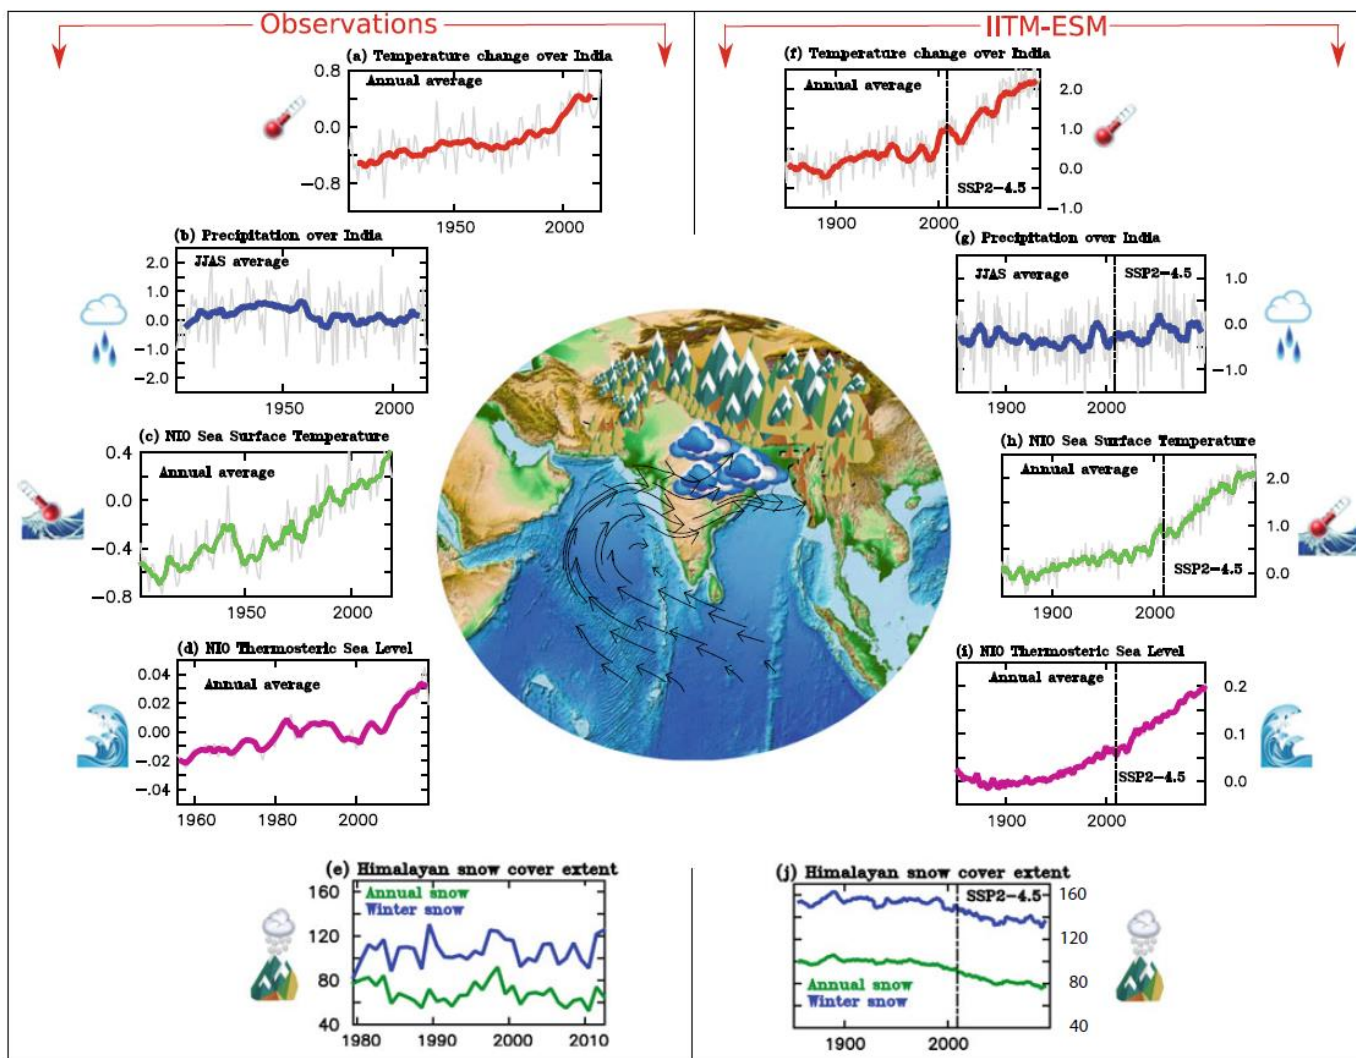 Observations
IITM-ESM
(a) Temperature change over India
Annual average
0.8
0.0
−0.8
1950
2000
(f) Temperature change over India
Annual average
SSP2−4.5
2.0
1.0
0.0
−1.0
1900
2000
(b) Precipitation over India
JJAS average
2.0
1.0
0.0
−1.0
−2.0
1950
2000
(g) Precipitation over India
JJAS average
SSP2−4.5
1.0
0.0
−1.0
1900
2000
(c) NIO Sea Surface Temperature
Annual average
0.4
0.0
−0.4
−0.8
1950
2000
(h) NIO Sea Surface Temperature
Annual average
SSP2−4.5
2.0
1.0
0.0
1900
2000
(d) NIO Thermosteric Sea Level
Annual average
0.04
0.02
0.00
−.02
−.04
1960
1980
2000
(i) NIO Thermosteric Sea Level
Annual average
SSP2−4.5
0.2
0.1
0.0
1900
2000
(e) Himalayan snow cover extent
Annual snow
Winter snow
160
120
80
40
1980
1990
2000
2010
(j) Himalayan snow cover extent
SSP2−4.5
Annual snow
Winter snow
160
120
80
40
1900
2000